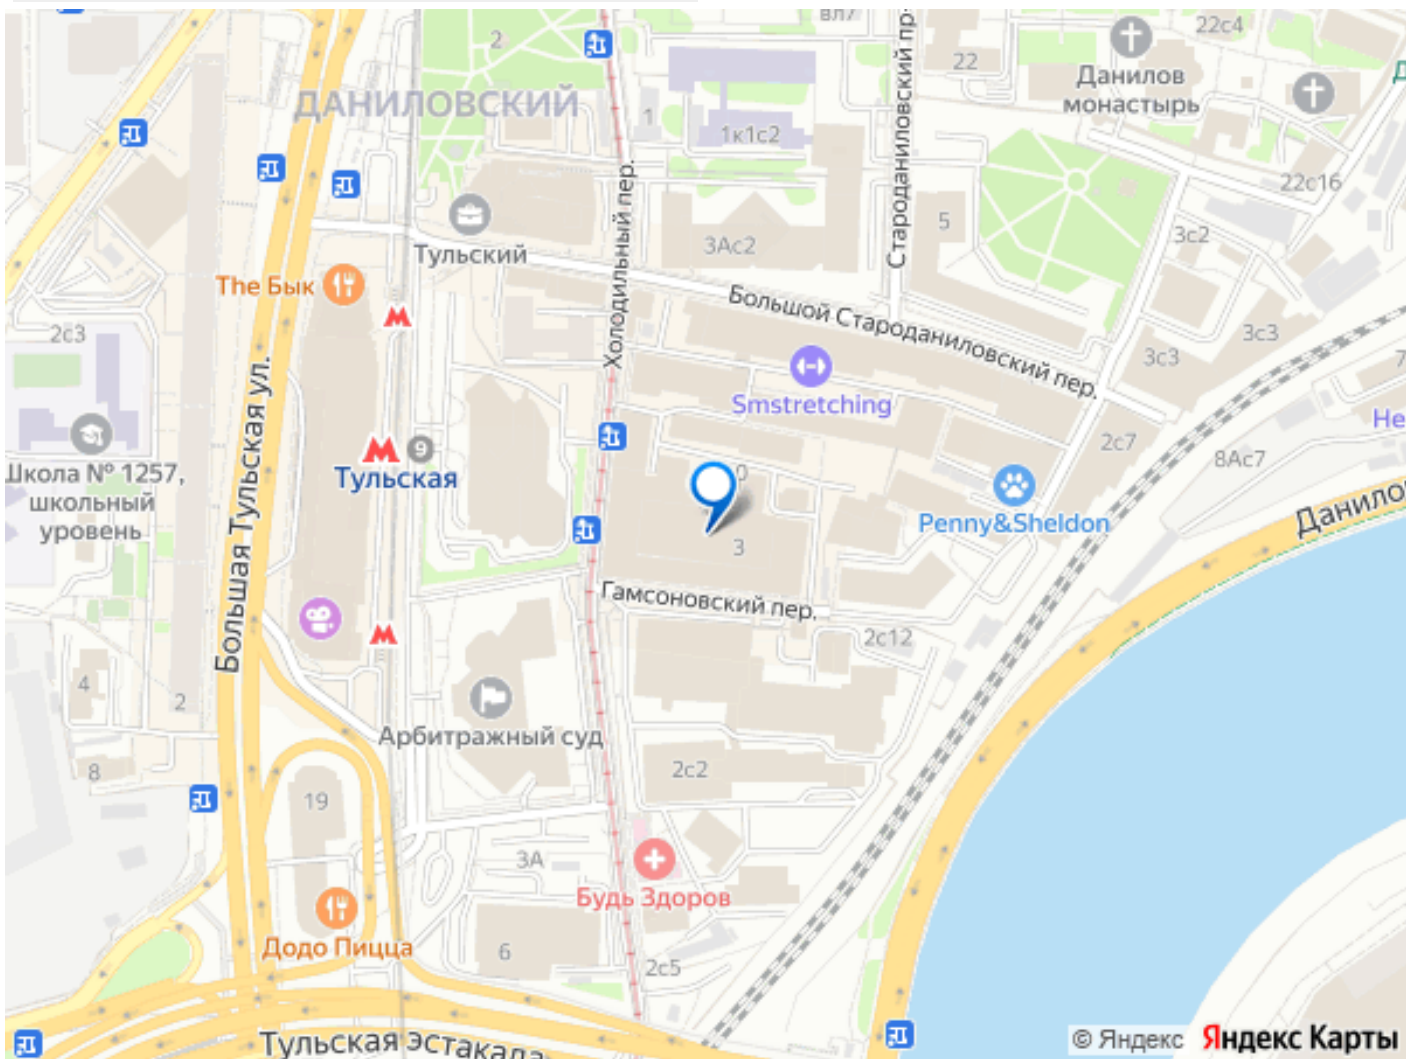 вл7
22с4
2
22
Данилов
монастырь
ДАНИЛОВСКИЙ
1
1к1с2
Староданиловский пр-
22с16
Холодильный пер.
5
3с2
3Ас2
Тульский
The Бык
Большой Староданиловский пер.
2с3
3с3
3с3
7
Smstretching
Не
2с7
9
8Ас7
Тульская
Школа № 1257,
школьный
уровень
0
Penny&Sheldon
Данило
3
Большая Тульская ул.
Гамсоновский пер.
2с12
4
2
Арбитражный суд
8
2с2
19
3А
Будь Здоров
Додо Пицца
6
2с5
Тульская эстакада
© Яндекс Яндекс Карты